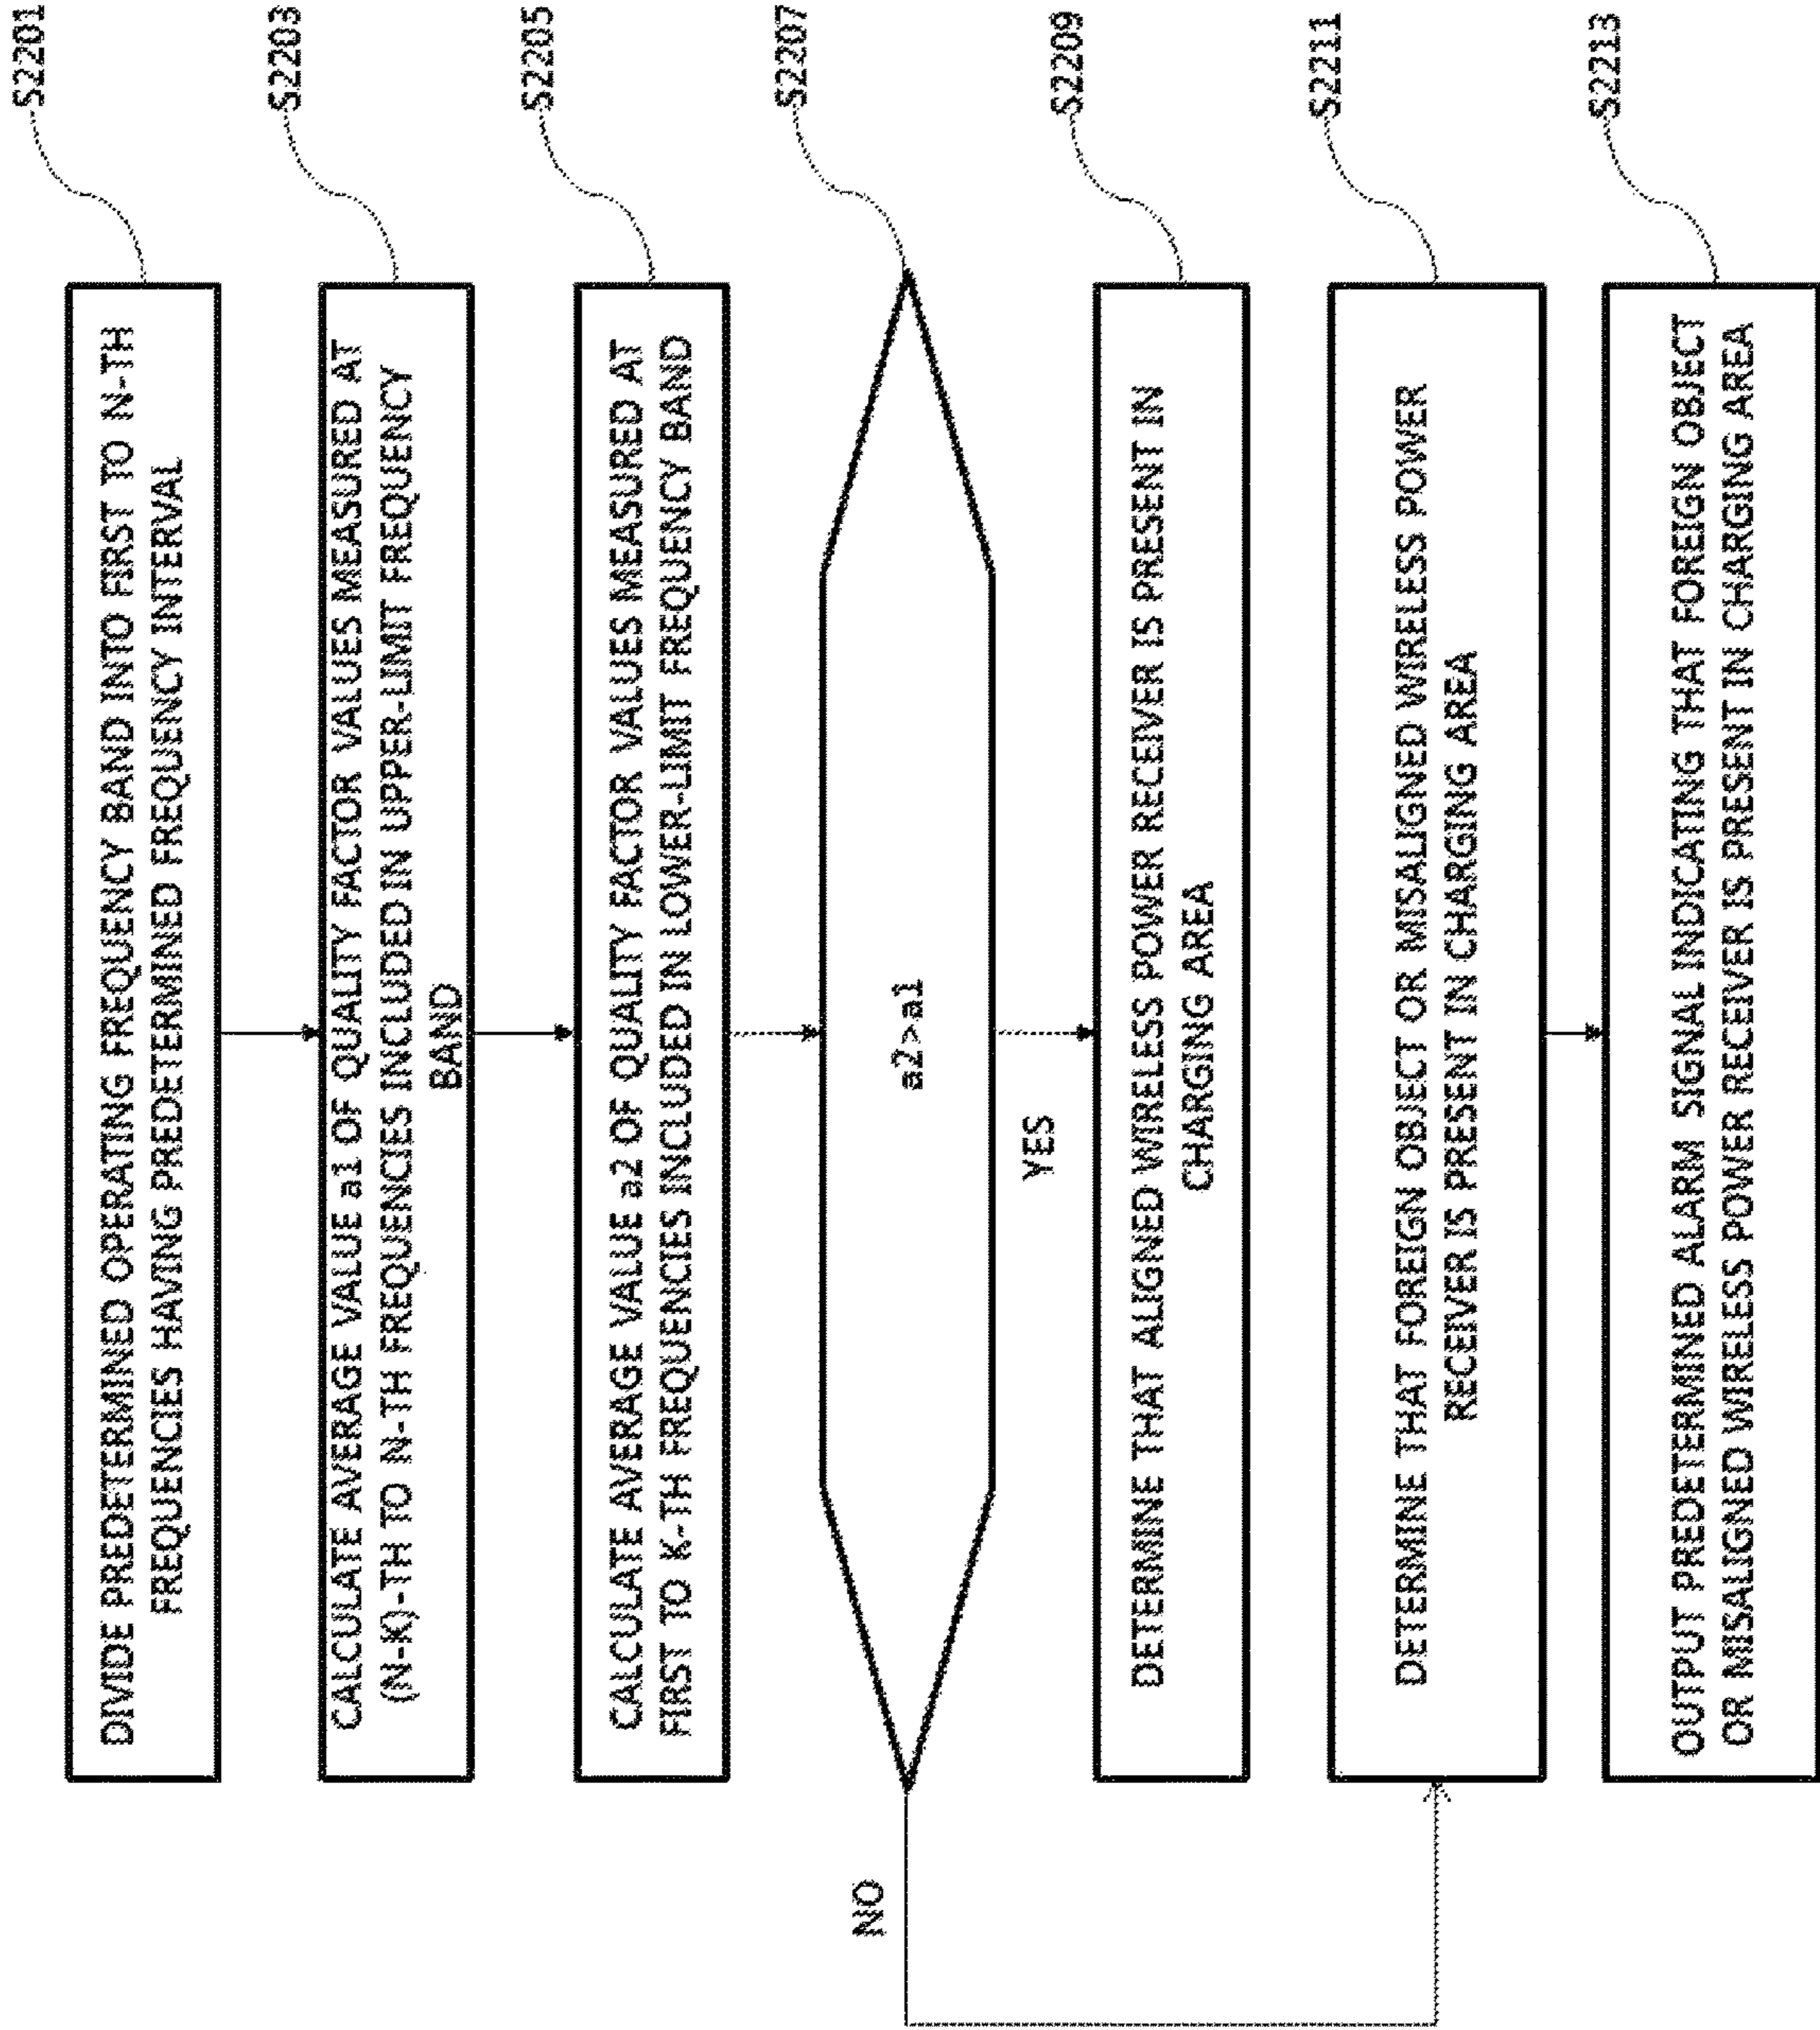 S2201
DIVIDE PREDETERMINED OPERATING FREQUENCY BAND INTO FIRST TO N-TH
FREQUENCIES HAVING PREDETERMINED FREQUENCY INTERVAL
S2203
CALCULATE AVERAGE VALUE a1 OF QUALITY FACTOR VALUES MEASURED AT
(N-K)-TH TO N-TH FREQUENCIES INCLUDED IN UPPER-LIMIT FREQUENCY
BAND
S2205
CALCULATE AVERAGE VALUE a2 OF QUALITY FACTOR VALUES MEASURED AT
FIRST TO K-TH FREQUENCIES INCLUDED IN LOWER-LIMIT FREQUENCY BAND
S2207
a2>a1
NO
YES
S2209
DETERMINE THAT ALIGNED WIRELESS POWER RECEIVER IS PRESENT IN
CHARGING AREA
S2211
DETERMINE THAT FOREIGN OBJECT OR MISALIGNED WIRELESS POWER
RECEIVER IS PRESENT IN CHARGING AREA
S2213
OUTPUT PREDETERMINED ALARM SIGNAL INDICATING THAT FOREIGN OBJECT
OR MISALIGNED WIRELESS POWER RECEIVER IS PRESENT IN CHARGING AREA